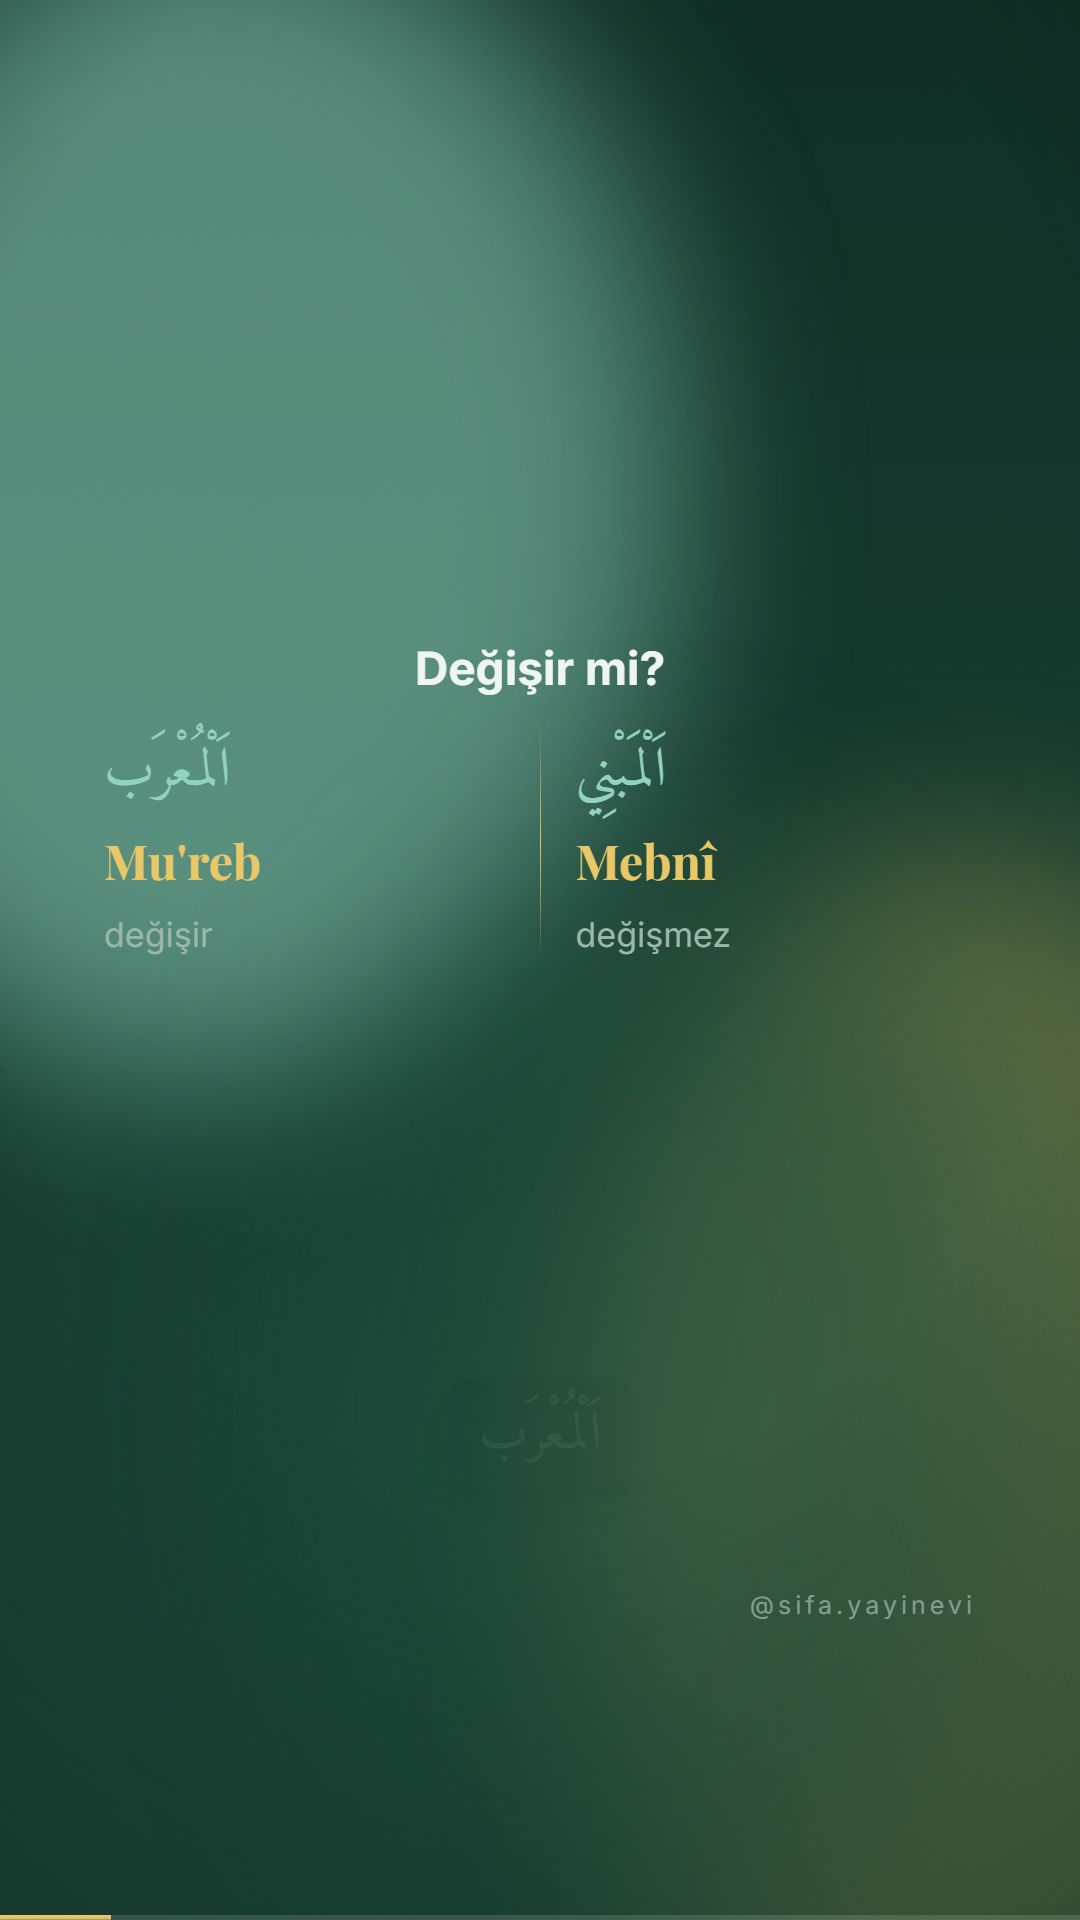 Değişir mi?
اَلْمُعْرَب
Mu'reb
değişir
اَلْمَبْنِي
Mebnî
değişmez
اَلْمُعْرَب
@sifa.yayinevi